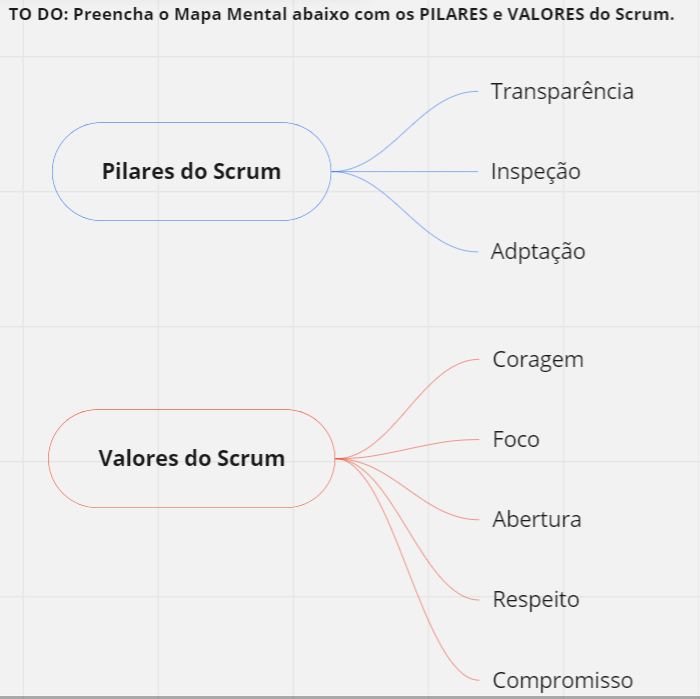 TO DO: Preencha o Mapa Mental abaixo com os PILARES e VALORES do Scrum.
Pilares do Scrum
Transparência
Inspeção
Adptação
Valores do Scrum
Coragem
Foco
Abertura
Respeito
Compromisso